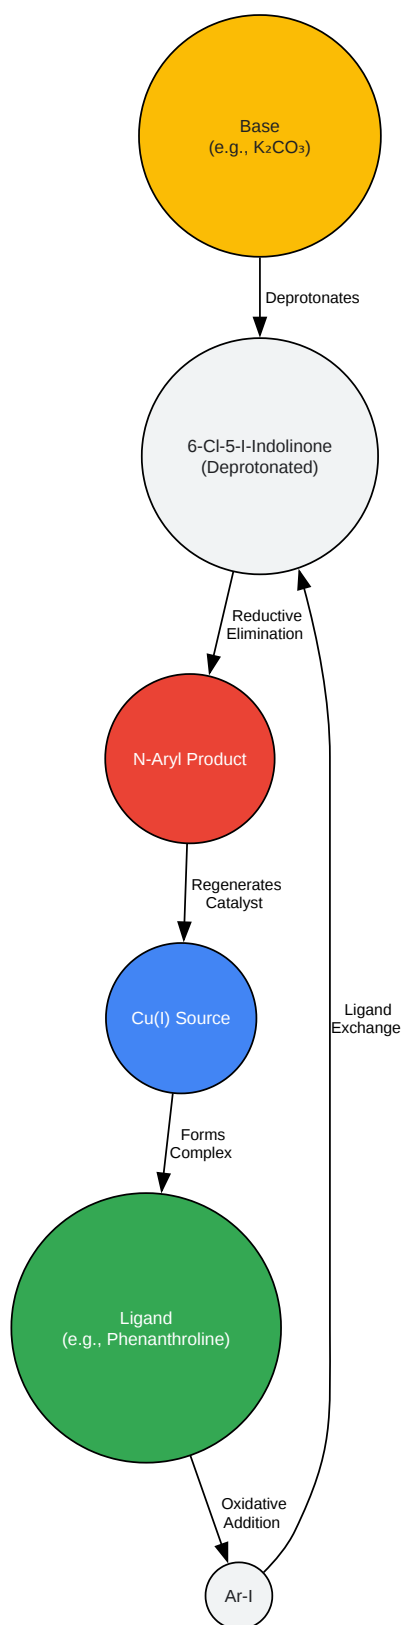 Base
(e.g., K₂CO₃)
Deprotonates
6-Cl-5-I-Indolinone
(Deprotonated)
Reductive
Elimination
N-Aryl Product
Regenerates
Catalyst
Cu(I) Source
Ligand
Exchange
Forms
Complex
Ligand
(e.g., Phenanthroline)
Oxidative
Addition
Ar-I